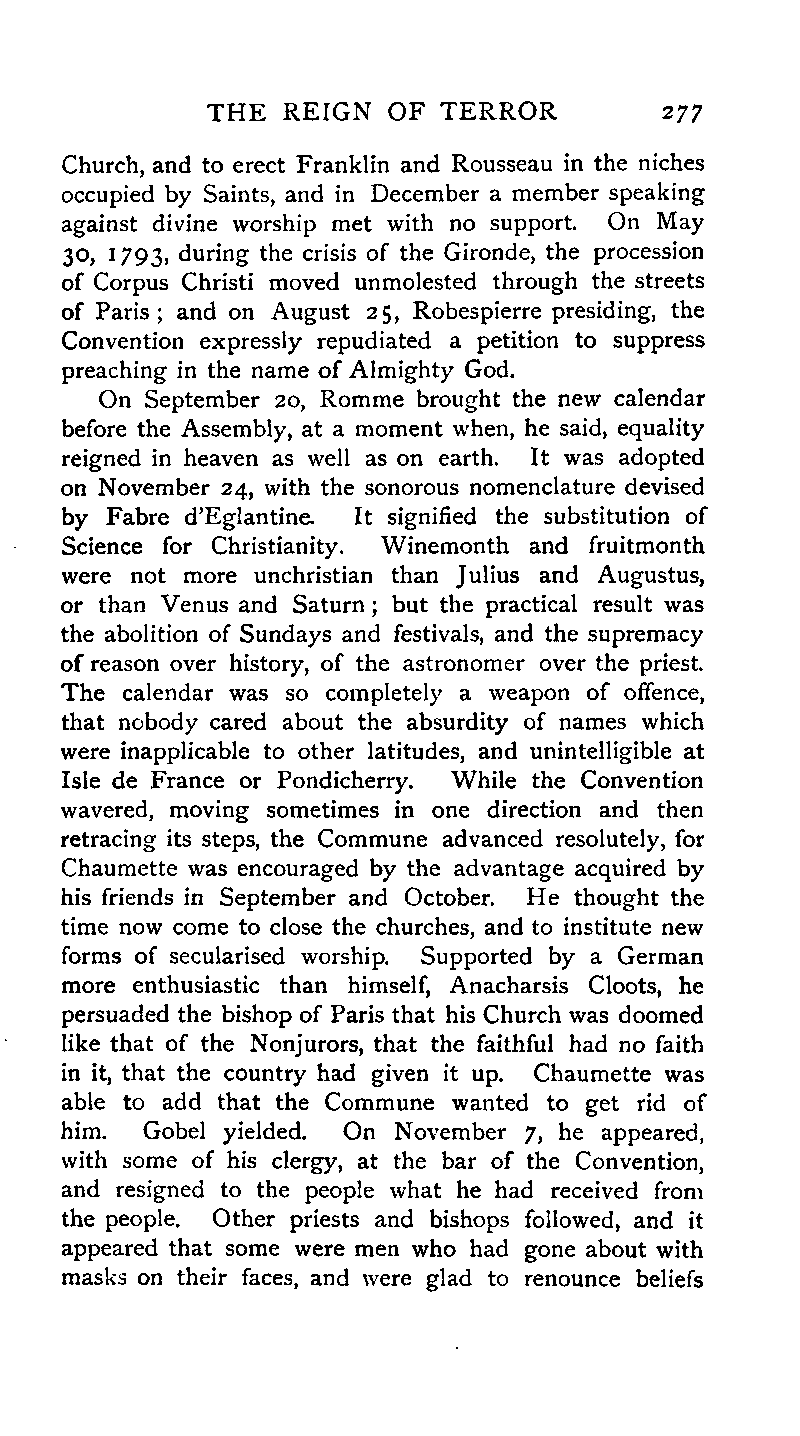 THE REIGN OF TERROR 277
Church, and to erect Franklin and Rousseau in the niches
occupied by Saints, and in December a member speaking
against divine worship met with no support. On May
30, 1793, during the crisis of the Gironde, the procession
of Corpus Christi moved unmolested through the streets
of Paris ; and on August 25, Robespierre presiding, the
Convention expressly repudiated a petition to suppress
preaching in the name of Almighty God.
On September 20, Romme brought the new calendar
before the Assembly, at a moment when, he said, equality
reigned in heaven as well as on earth. It was adopted
on November 24, with the sonorous nomenclature devised
by Fabre d'Eglantine. It signified the substitution of
Science for Christianity. Winemonth and fruitmonth
were not more unchristian than Julius and Augustus,
or than Venus and Saturn ; but the practical result was
the abolition of Sundays and festivals, and the supremacy
of reason over history, of the astronomer over the priest.
The calendar was so completely a weapon of offence,
that nobody cared about the absurdity of names which
were inapplicable to other latitudes, and unintelligible at
Isle de France or Pondicherry. While the Convention
wavered, moving sometimes in one direction and then
retracing its steps, the Commune advanced resolutely, for
Chaumette was encouraged by the advantage acquired by
his friends in September and October. He thought the
time now come to close the churches, and to institute new
forms of secularised worship. Supported by a German
more enthusiastic than himself, Anacharsis Cloots, he
persuaded the bishop of Paris that his Church was doomed
like that of the Nonjurors, that the faithful had no faith
in it, that the country had given it up. Chaumette was
able to add that the Commune wanted to get rid of
him. Gobel yielded. On November 7, he appeared,
with some of his clergy, at the bar of the Convention,
and resigned to the people what he had received from
the people. Other priests and bishops followed, and it
appeared that some were men who had gone about with
masks on their faces, and were glad to renounce beliefs